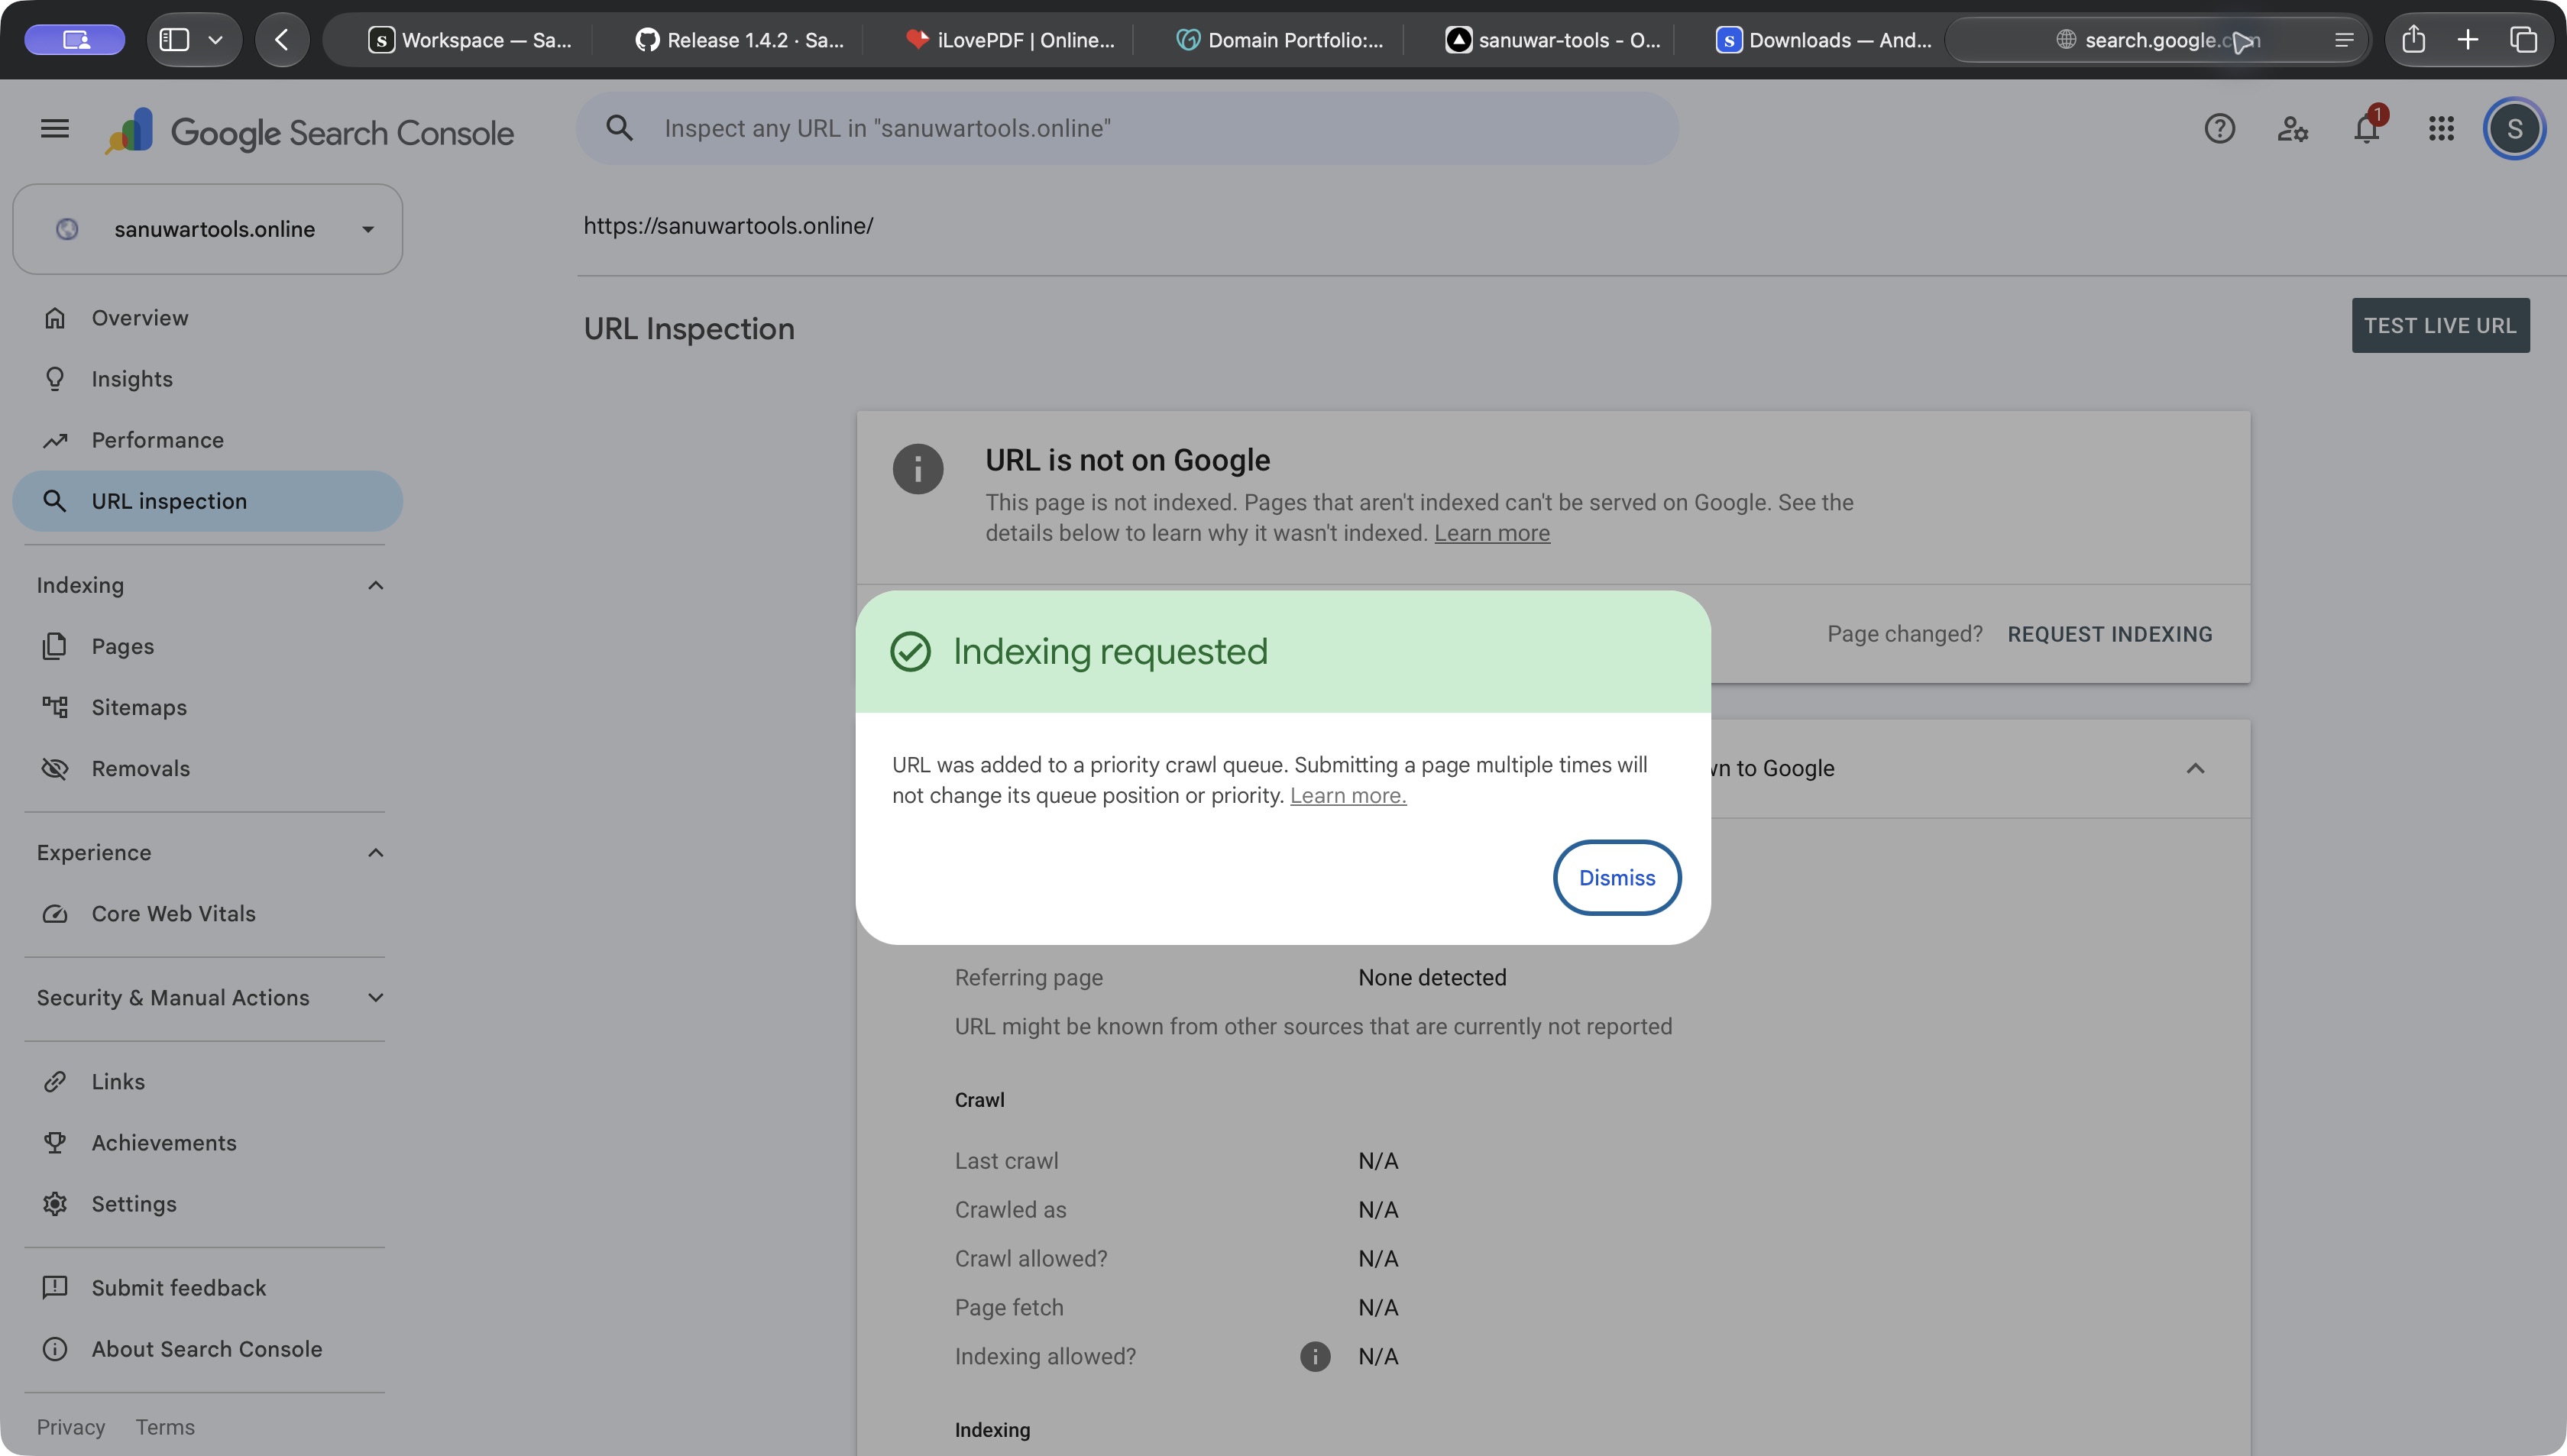 Workspace — Sa...
Release 1.4.2 · Sa...
iLovePDF | Online...
Domain Portfolio:...
sanuwar-tools - O...
Downloads — And...
search.google.
Google Search Console
Inspect any URL in "sanuwartools.online"
1
S
sanuwartools.online
Overview
Insights
Performance
URL inspection
Indexing
Pages
Sitemaps
Removals
Experience
Core Web Vitals
Security & Manual Actions
Links
Achievements
Settings
Submit feedback
About Search Console
Privacy Terms
https://sanuwartools.online/
URL Inspection
TEST LIVE URL
URL is not on Google
This page is not indexed. Pages that aren't indexed can't be served on Google. See the
details below to learn why it wasn't indexed. Learn more
Page changed? REQUEST INDEXING
Indexing requested
URL was added to a priority crawl queue. Submitting a page multiple times will
not change its queue position or priority. Learn more.
Dismiss
to Google
Referring page None detected
URL might be known from other sources that are currently not reported
Crawl
Last crawl N/A
Crawled as N/A
Crawl allowed? N/A
Page fetch N/A
Indexing allowed? N/A
Indexing